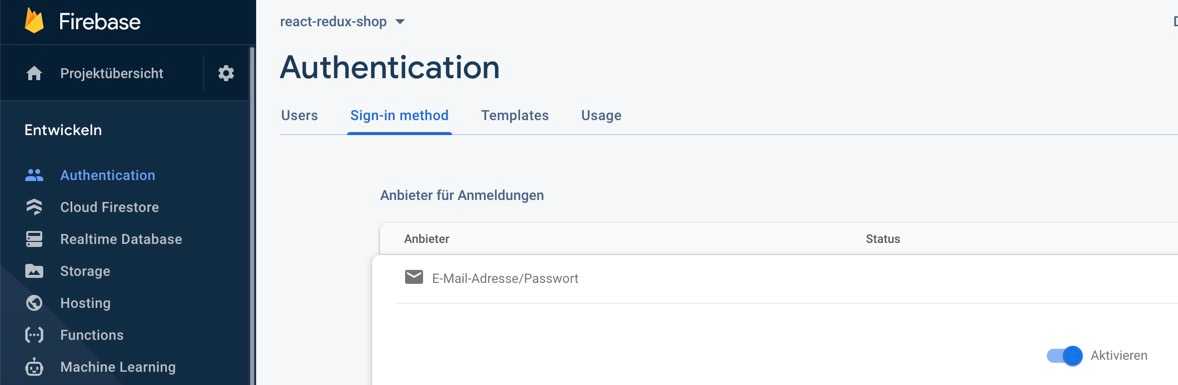 Firebase
Projektübersicht
Entwickeln
Authentication
Cloud Firestore
Realtime Database
Storage
Hosting
Functions
Machine Learning
react-redux-shop
Authentication
Users Sign-in method Templates Usage
Anbieter für Anmeldungen
Anbieter Status
E-Mail-Adresse/Passwort
Aktivieren